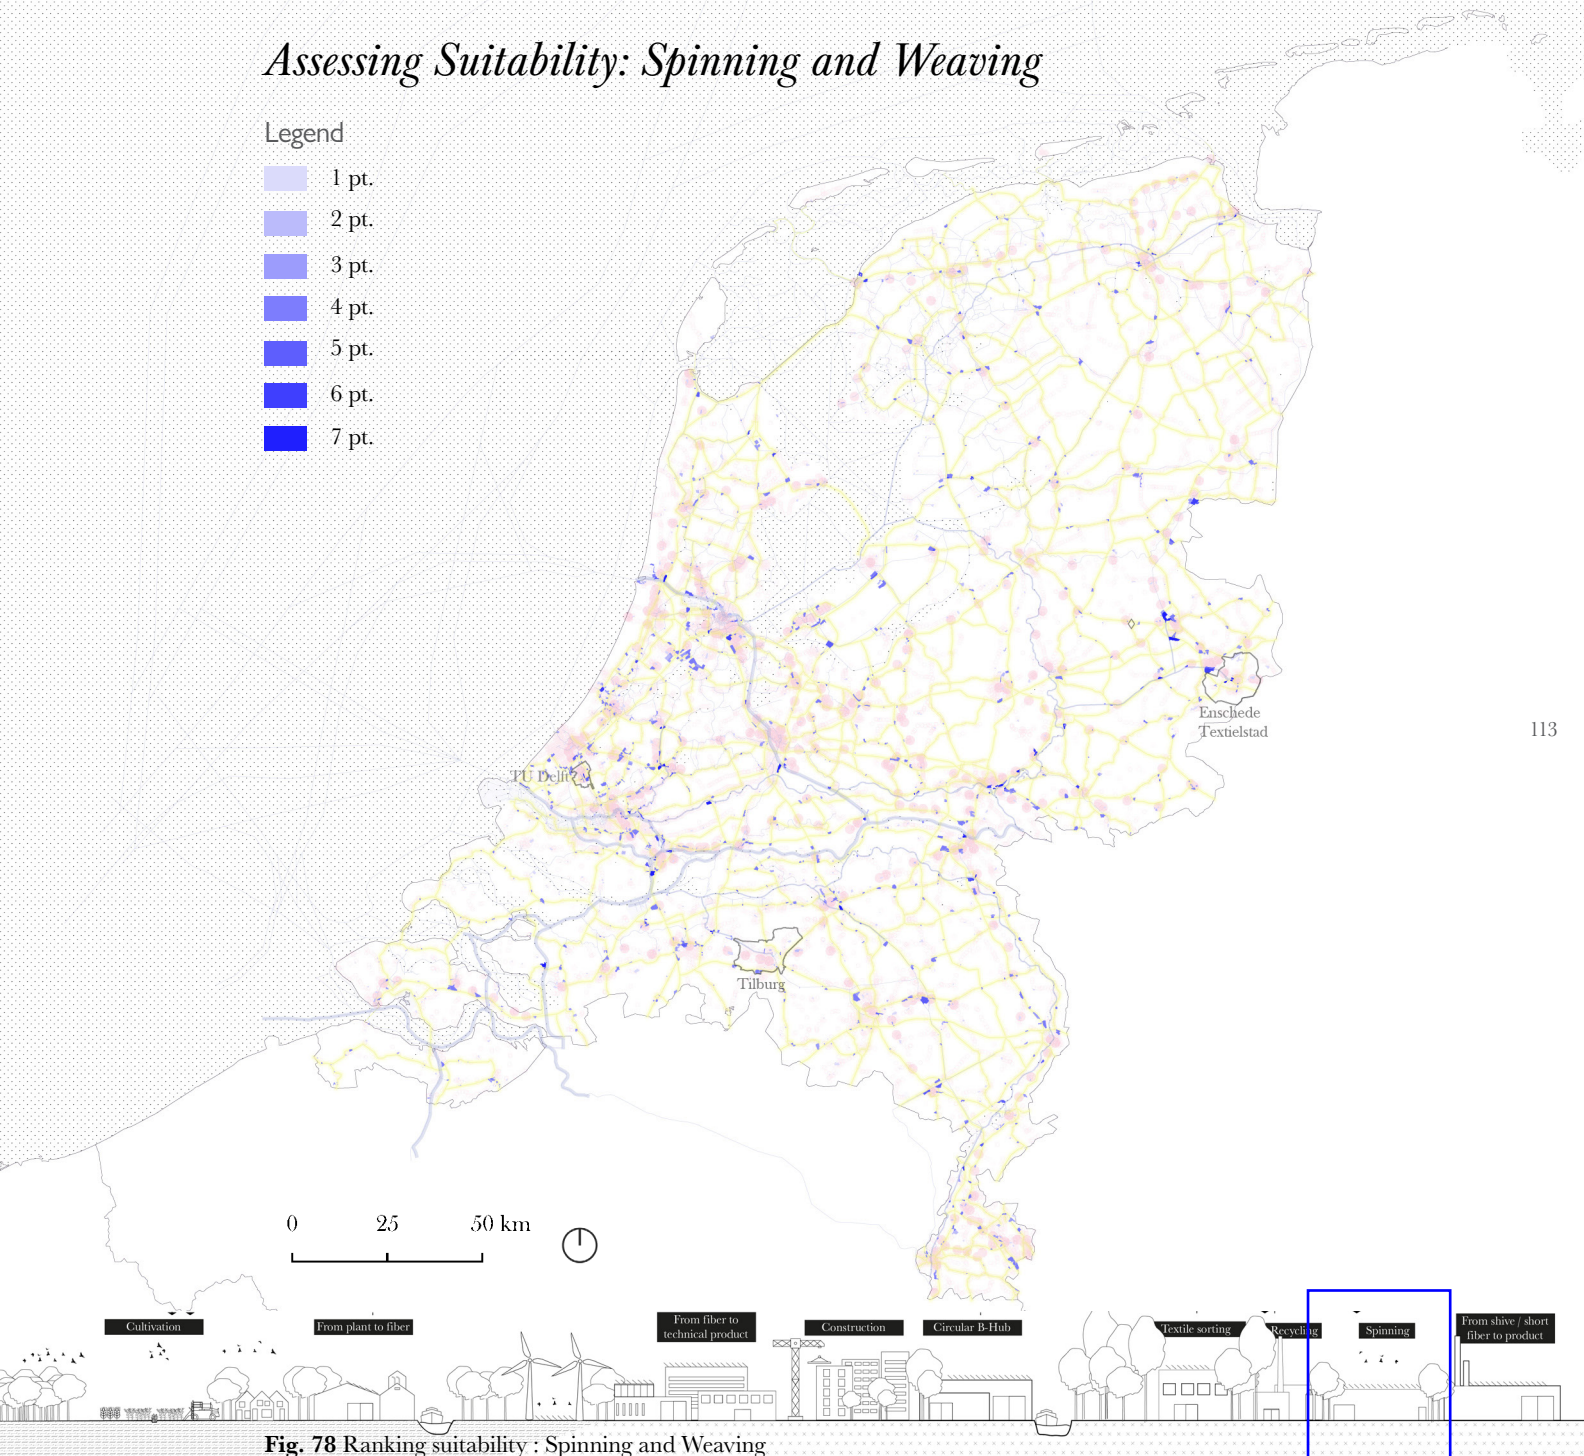 Assessing Suitability: Spinning and Weaving
Legend
1 pt.
2 pt.
3 pt.
4 pt.
5 pt.
6 pt.
7 pt.
Enschede
Textielstad
113
TU Delft
Tilburg
0 25 50 km
Cultivation
From plant to fiber
From fiber to
technical product
Construction
Circular B-Hub
Textile sorting
Recycling
Spinning
From shive / short
fiber to product
Fig. 78 Ranking suitability : Spinning and Weaving